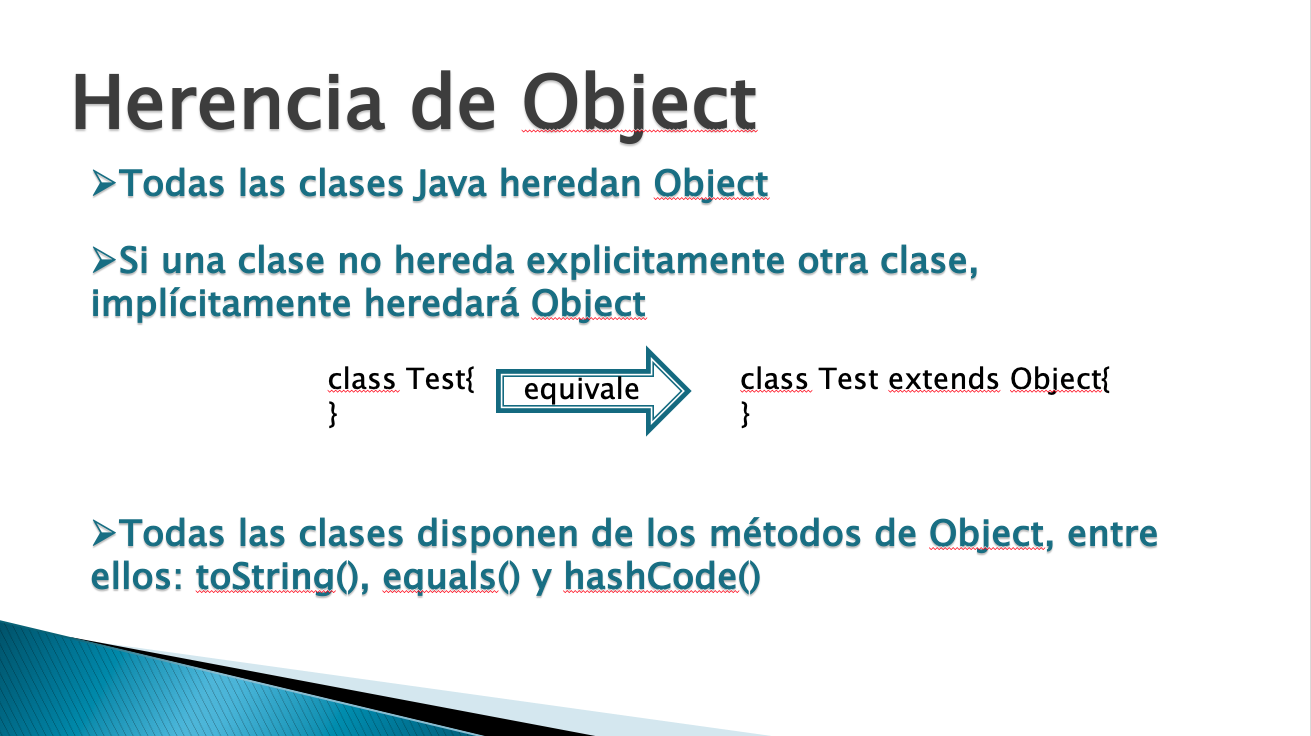 Herencia de Object
➢Todas las clases Java heredan Object
➢Si una clase no hereda explicitamente otra clase,
implícitamente heredará Object
class Test{
}
equivale
class Test extends Object{
}
➢Todas las clases disponen de los métodos de Object, entre
ellos: toString(), equals() y hashCode()